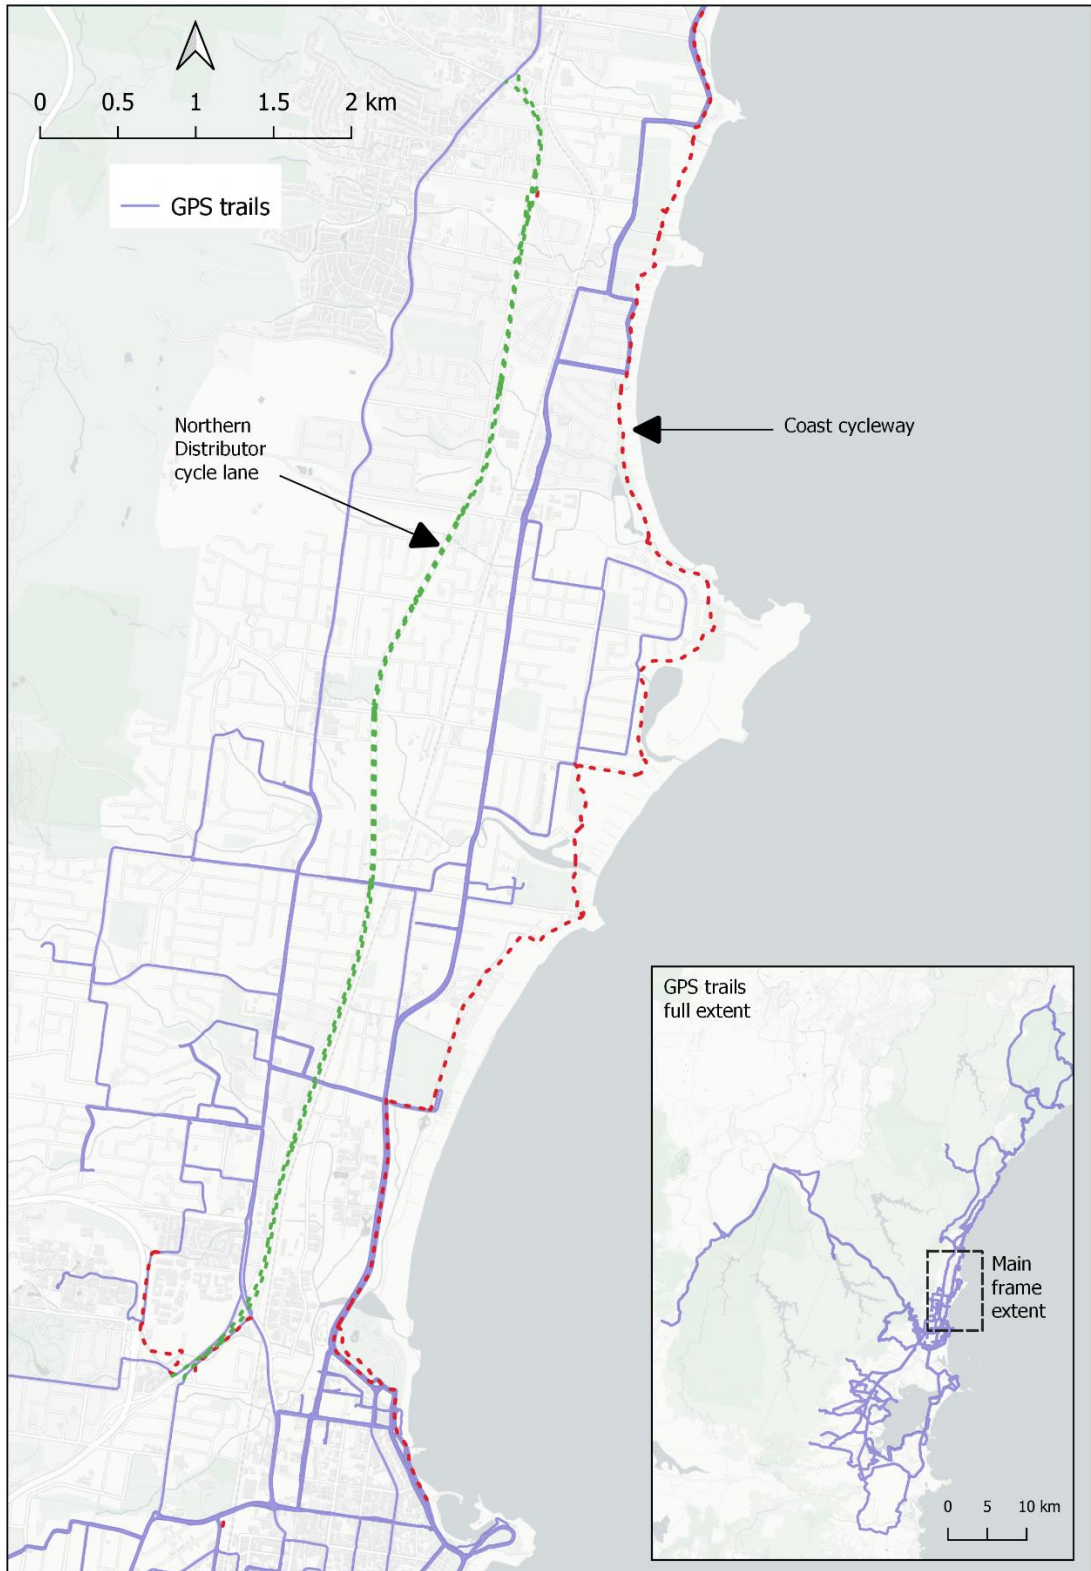 0 0.5 1 1.5 2 km
GPS trails
Northern
Distributor
cycle lane
Coast cycleway
GPS trails
full extent
Main
frame
extent
0 5 10 km